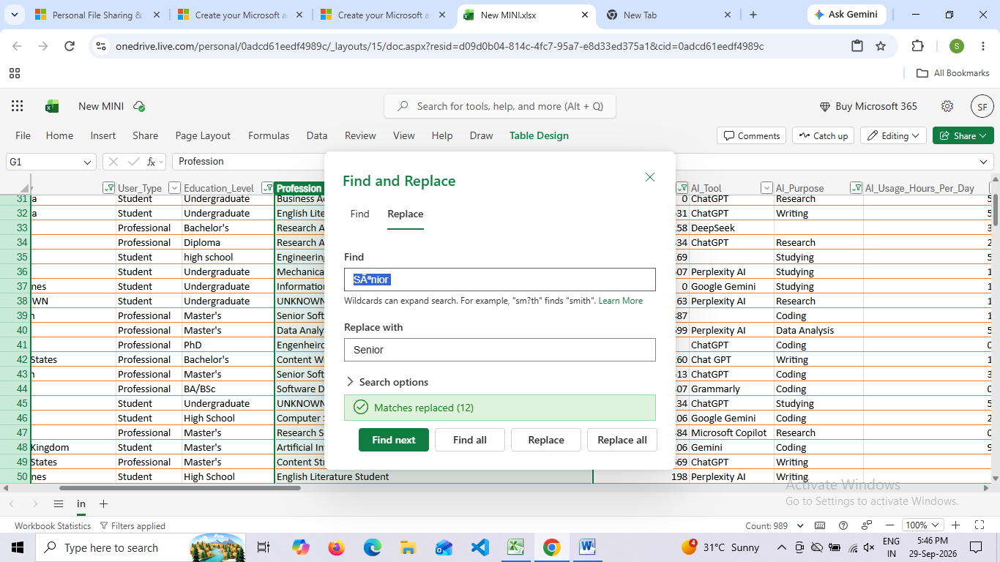 Personal File Sharing &
Create your Microsoft a
Create your Microsoft a
New MINI.xlsx
New Tab
Ask Gemini
onedrive.live.com/personal/0adcd61eedf4989c/_layouts/15/doc.aspx?resid=d09d0b04-814c-4fc7-95a7-e8d33ed375a1&cid=0adcd61eedf4989c
S
All Bookmarks
New MINI
Search for tools, help, and more (Alt + Q)
Buy Microsoft 365
SF
File Home Insert Share Page Layout Formulas Data Review View Help Draw Table Design
Comments Catch up Editing Share
G1 fx Profession
User_Type Education_Level Profession AI_Tool AI_Purpose AI_Usage_Hours_Per_Day
31 a Student Undergraduate Business A 0 ChatGPT Research 5
32 a Student Undergraduate English Lite 31 ChatGPT Writing 5
33 Professional Bachelor's Research A 58 DeepSeek 3
34 Professional Diploma Research A 34 ChatGPT Research 2
35 Student high school Engineering 69 Studying 5
36 Student Undergraduate Mechanica 07 Perplexity AI Studying 1
37 nes Student Undergraduate Information 0 Google Gemini Studying 1
38 WN Student Undergraduate UNKNOWN 63 Perplexity AI Research 1
39 Professional Master's Senior Soft 87 Coding 1
40 Professional Master's Data Analy 99 Perplexity AI Data Analysis 5
41 Professional PhD Engenheiro ChatGPT Coding 0
42 States Professional Bachelor's Content W 60 Chat GPT Writing 1
43 Professional Master's Senior Soft 13 ChatGPT Coding 3
44 Professional BA/BSc Software D 07 Grammarly Coding 0
45 Student Undergraduate UNKNOWN 34 ChatGPT Studying 5
46 Student High School Computer S 06 Google Gemini Coding 2
47 Professional Master's Research S 84 Microsoft Copilot Research 0
48 Kingdom Student Master's Artificial In 06 Gemini Coding 9
49 States Professional Master's Content Str 69 ChatGPT Writing
50 nes Student High School English Literature Student 198 Perplexity AI Writing
Find and Replace
Find Replace
Find
SÃªnior
Wildcards can expand search. For example, "sm?th" finds "smith". Learn More
Replace with
Senior
Search options
Matches replaced (12)
Find next Find all Replace Replace all
Activate Windows
Go to Settings to activate Windows.
in
Workbook Statistics Filters applied Count: 989 100%
Type here to search
31°C Sunny
ENG
IN
5:46 PM
29-Sep-2026